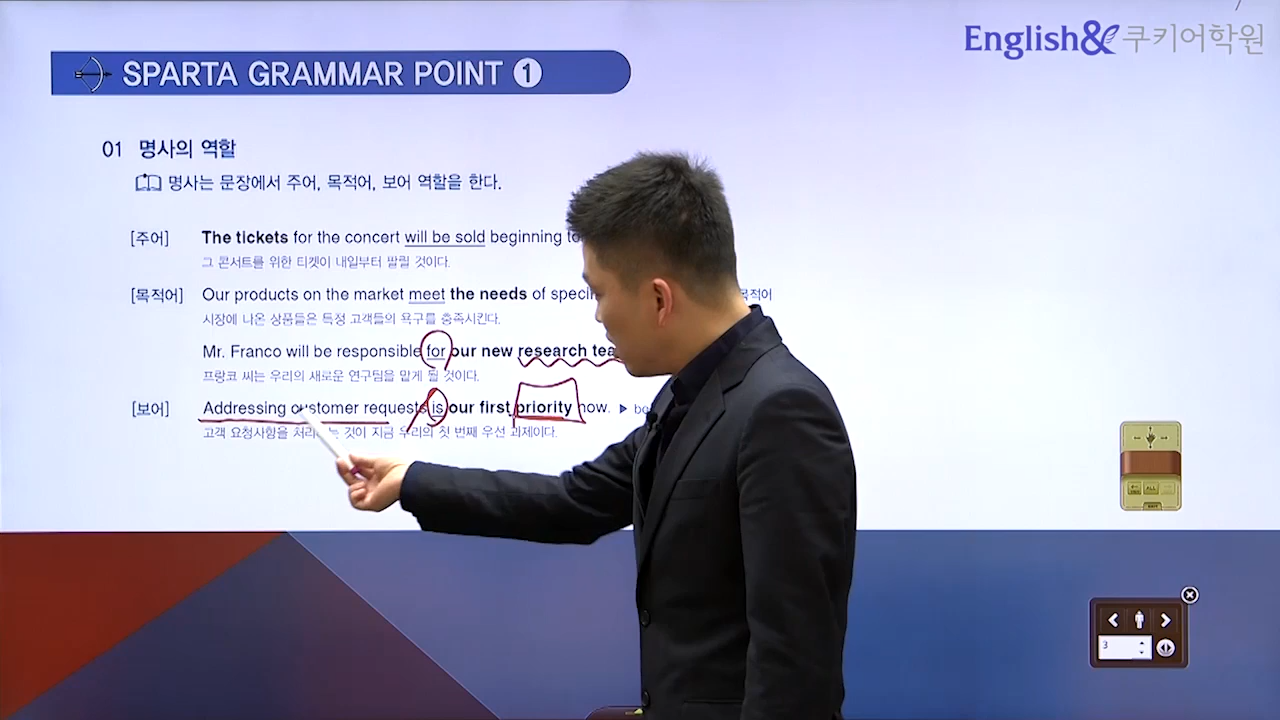 English& 쿠키어학원
SPARTA GRAMMAR POINT 1
01 명사의 역할
명사는 문장에서 주어, 목적어, 보어 역할을 한다.
[주어] The tickets for the concert will be sold beginning
그 콘서트를 위한 티켓이 내일부터 팔릴 것이다.
[목적어] Our products on the market meet the needs of 목적어
시장에 나온 상품들은 특정 고객들의 욕구를 충족시킨다.
Mr. Franco will be responsible for our new research
프랑코 씨는 우리의 새로운 연구팀을 맡게 될 것이다.
[보어] Addressing customer requests is our first priority now. ▶
고객 요청사항을 처리하는 것이 지금 우리의 첫 번째 우선 과제이다.
ALL
EXIT
3